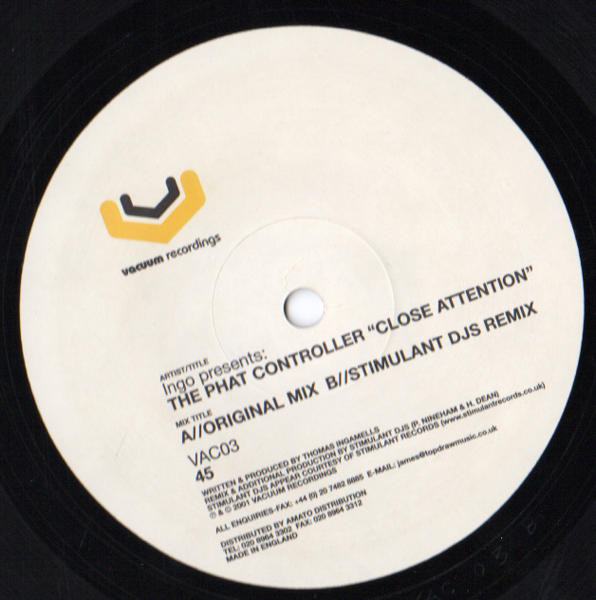 vacuum recordings
ARTIST/TITLE
Ingo presents:
THE PHAT CONTROLLER "CLOSE ATTENTION"
MIX TITLE
A//ORIGINAL MIX B//STIMULANT DJS REMIX
VAC03
45
WRITTEN & PRODUCED BY THOMAS INGAMELLS
REMIX & ADDITIONAL PRODUCTION BY STIMULANT DJS (P. NINEHAM & H. DEAN)
STIMULANT DJS APPEAR COURTESY OF STIMULANT RECORDS (www.stimulantrecords.co.uk)
℗ & © 2001 VACUUM RECORDINGS
ALL ENQUIRIES-FAX: +44 (0) 20 7482 6885 E-MAIL: james@topdrawmusic.co.uk
DISTRIBUTED BY AMATO DISTRIBUTION
TEL: 020 8964 3302 FAX: 020 8964 3312
MADE IN ENGLAND